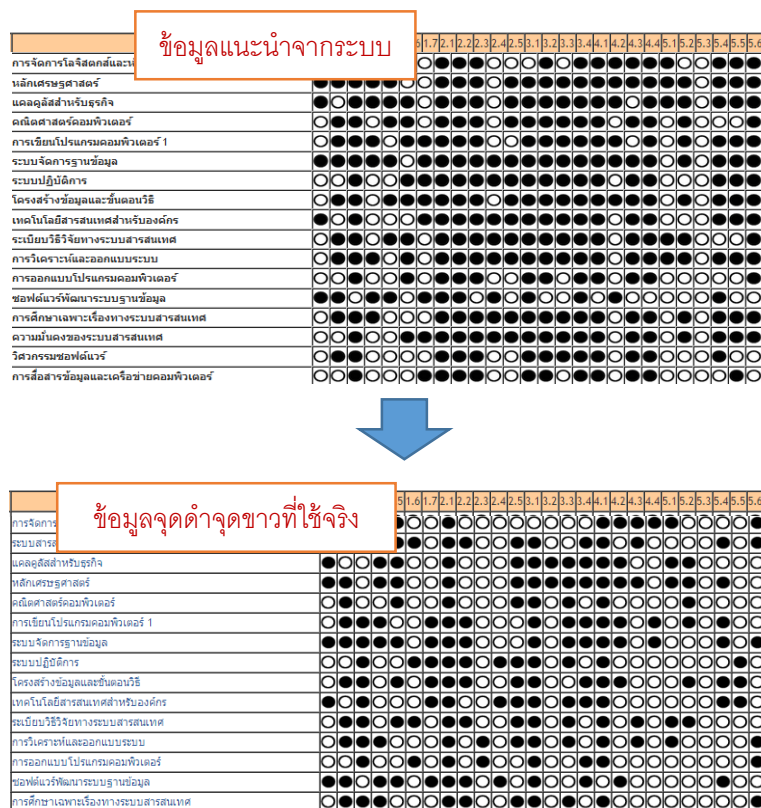 ข้อมูลแนะนำจากระบบ
1.7 2.1 2.2 2.3 2.4 2.5 3.1 3.2 3.3 3.4 4.1 4.2 4.3 4.4 5.1 5.2 5.3 5.4 5.5 5.6
การจัดการโลจิสตกส์และ
หลักเศรษฐศาสตร์
แคลคูลัสสำหรับธุรกิจ
คณิตศาสตร์คอมพิวเตอร์
การเขียนโปรแกรมคอมพิวเตอร์ 1
ระบบจัดการฐานข้อมูล
ระบบปฏิบัติการ
โครงสร้างข้อมูลและขั้นตอนวิธี
เทคโนโลยีสารสนเทศสำหรับองค์กร
ระเบียบวิธีวิจัยทางระบบสารสนเทศ
การวิเคราะห์และออกแบบระบบ
การออกแบบโปรแกรมคอมพิวเตอร์
ซอฟต์แวร์พัฒนาระบบฐานข้อมูล
การศึกษาเฉพาะเรื่องทางระบบสารสนเทศ
ความมั่นคงของระบบสารสนเทศ
วิศวกรรมซอฟต์แวร์
การสื่อสารข้อมูลและเครือข่ายคอมพิวเตอร์
ข้อมูลจุดดำจุดขาวที่ใช้จริง
1.6 1.7 2.1 2.2 2.3 2.4 2.5 3.1 3.2 3.3 3.4 4.1 4.2 4.3 4.4 5.1 5.2 5.3 5.4 5.5 5.6
การจัดการ
ระบบสารส
แคลคูลัสสำหรับธุรกิจ
หลักเศรษฐศาสตร์
คณิตศาสตร์คอมพิวเตอร์
การเขียนโปรแกรมคอมพิวเตอร์ 1
ระบบจัดการฐานข้อมูล
ระบบปฏิบัติการ
โครงสร้างข้อมูลและขั้นตอนวิธี
เทคโนโลยีสารสนเทศสำหรับองค์กร
ระเบียบวิธีวิจัยทางระบบสารสนเทศ
การวิเคราะห์และออกแบบระบบ
การออกแบบโปรแกรมคอมพิวเตอร์
ซอฟต์แวร์พัฒนาระบบฐานข้อมูล
การศึกษาเฉพาะเรื่องทางระบบสารสนเทศ